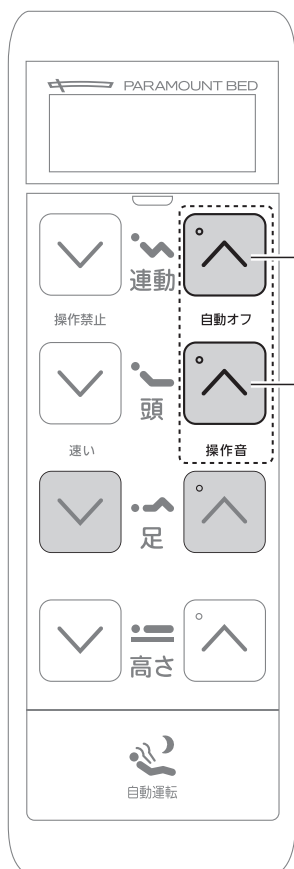 PARAMOUNT BED
連動
操作禁止
自動オフ
頭
速い
操作音
足
高さ
自動運転